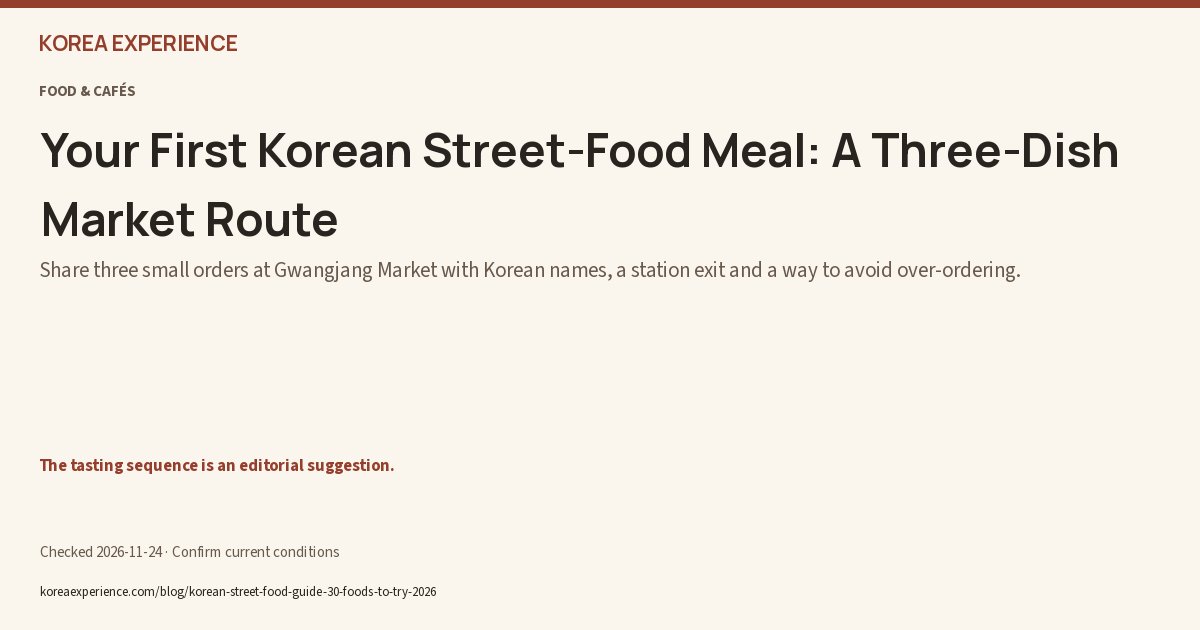 KOREA EXPERIENCE
FOOD & CAFÉS
Your First Korean Street-Food Meal: A Three-Dish
Market Route
Share three small orders at Gwangjang Market with Korean names, a station exit and a way to avoid over-ordering.
The tasting sequence is an editorial suggestion.
Checked 2026-11-24 · Confirm current conditions
koreaexperience.com/blog/korean-street-food-guide-30-foods-to-try-2026